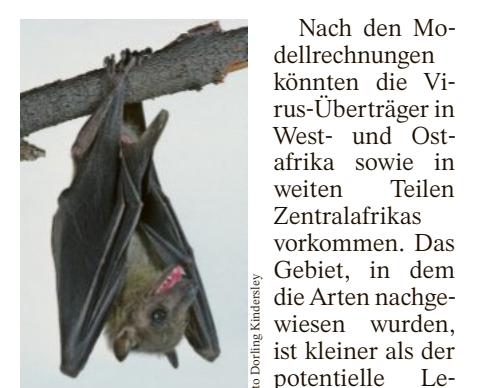 Nach den Mo-
dellrechnungen
könnten die Vi-
rus-Überträger in
West- und Ost-
afrika sowie in
weiten Teilen
Zentralafrikas
vorkommen. Das
Gebiet, in dem
die Arten nachge-
wiesen wurden,
ist kleiner als der
potentielle Le-
Dorling Kindersley